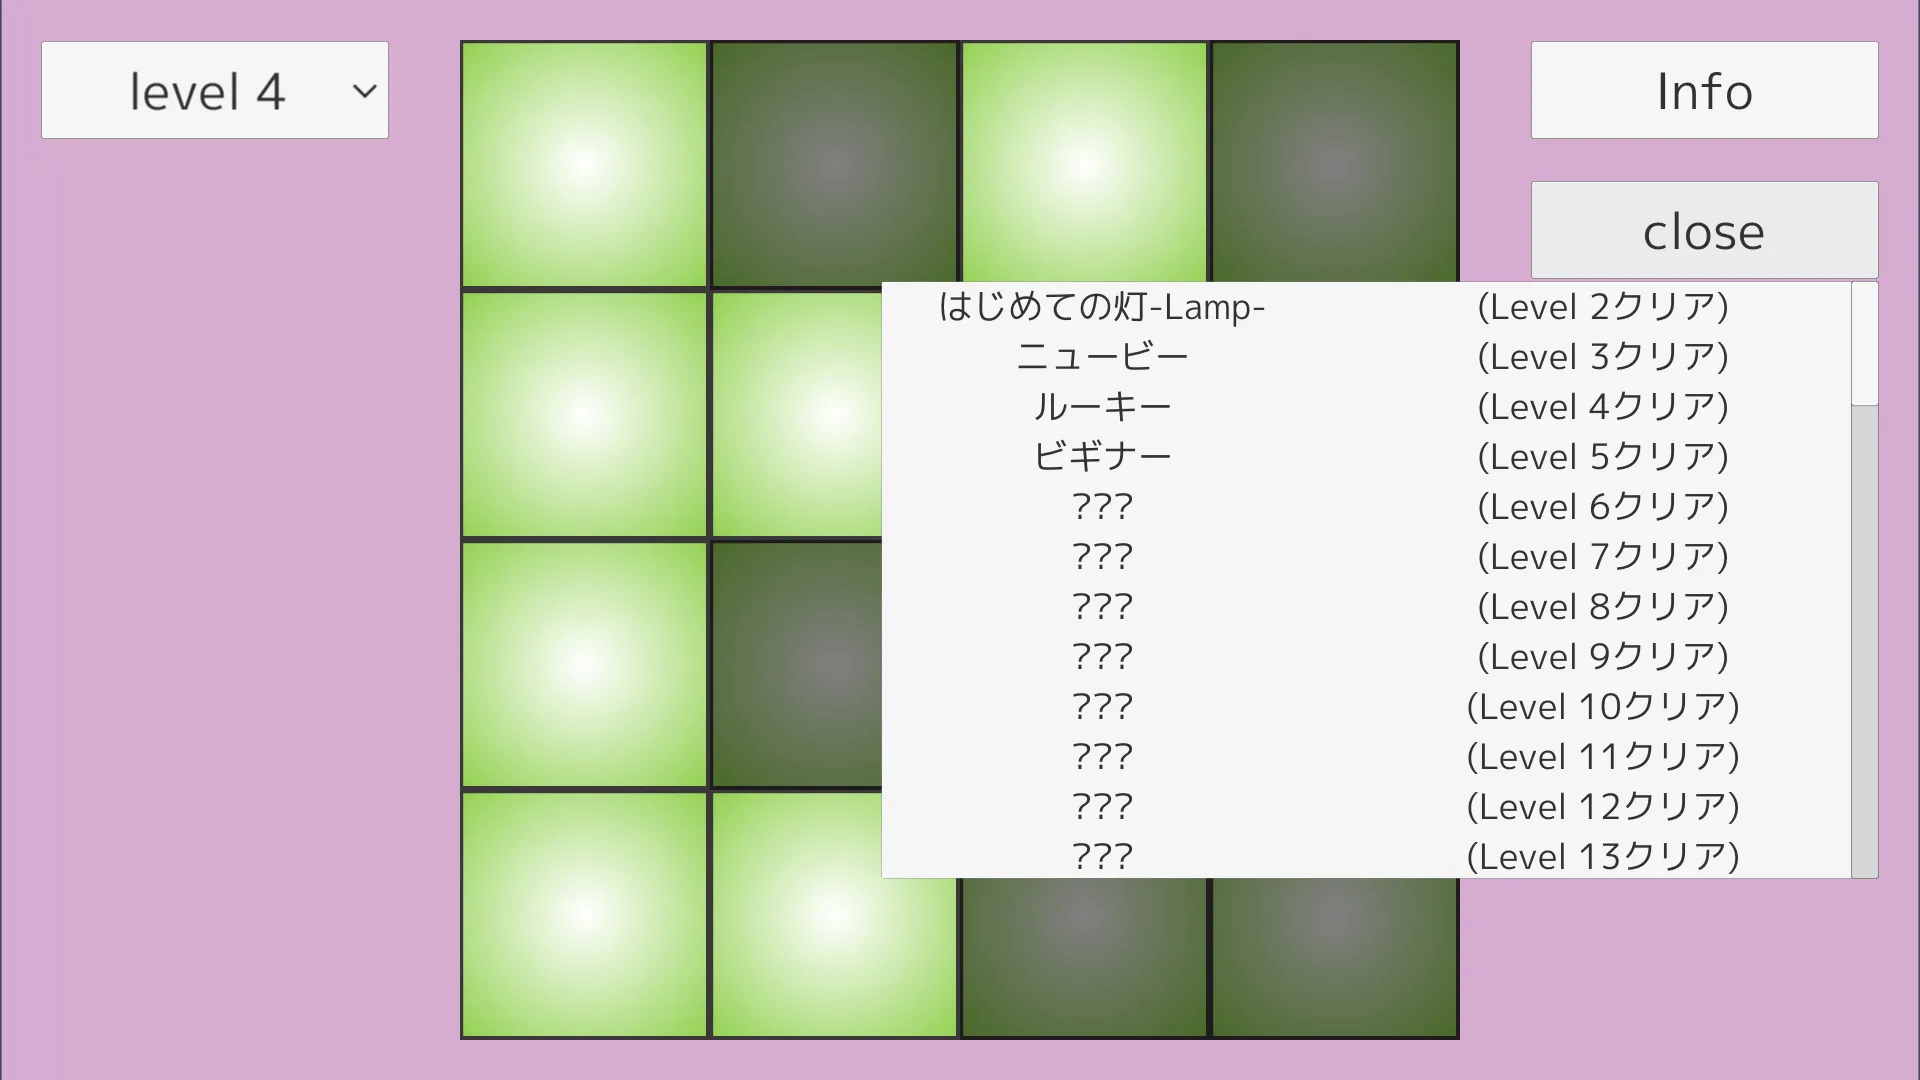 level 4
Info
close
はじめての灯-Lamp- (Level 2クリア)
ニュービー (Level 3クリア)
ルーキー (Level 4クリア)
ビギナー (Level 5クリア)
??? (Level 6クリア)
??? (Level 7クリア)
??? (Level 8クリア)
??? (Level 9クリア)
??? (Level 10クリア)
??? (Level 11クリア)
??? (Level 12クリア)
??? (Level 13クリア)